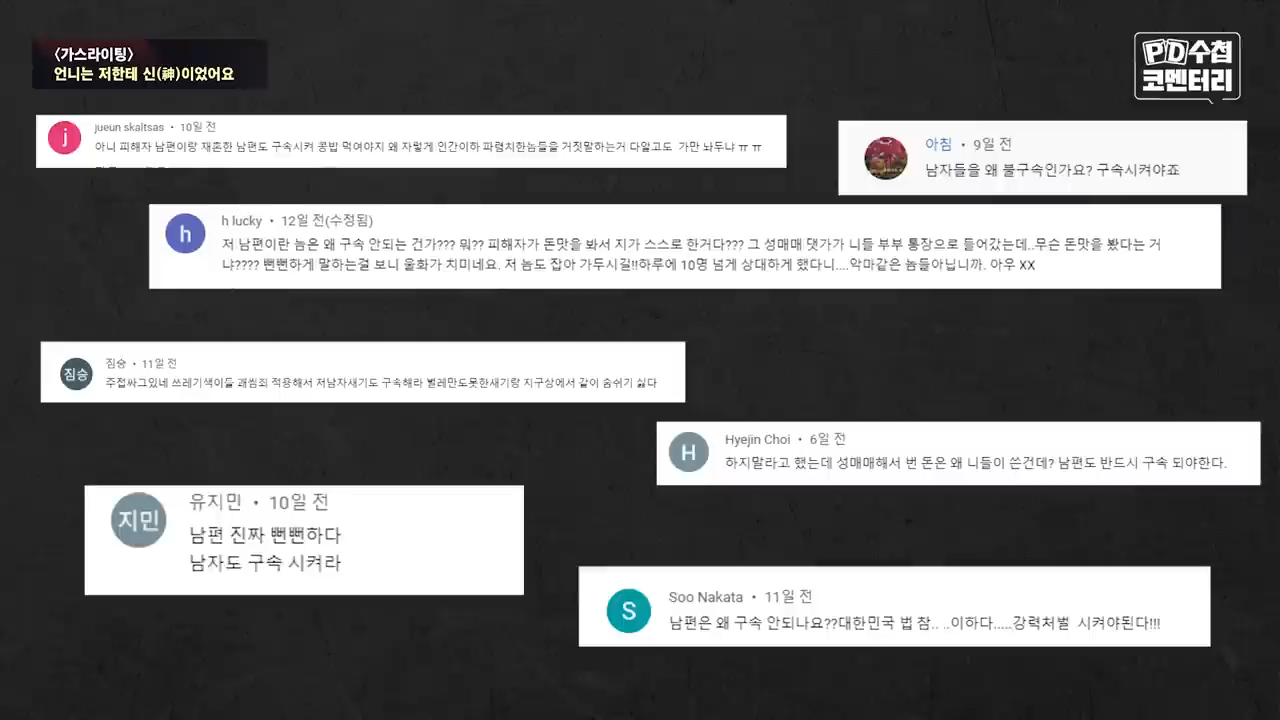 〈가스라이팅〉
언니는 저한테 신(神)이었어요
PD수첩
코멘터리
j
jueun skaltsas • 10일 전
아니 피해자 남편이랑 재혼한 남편도 구속시켜 콩밥 먹여야지 왜 저렇게 인간이하 파렴치한놈들을 거짓말하는거 다알고도 가만 놔두냐 ㅠ ㅠ
아침 • 9일 전
남자들을 왜 불구속인가요? 구속시켜야죠
h
h lucky • 12일 전(수정됨)
저 남편이란 놈은 왜 구속 안되는 건가??? 뭐?? 피해자가 돈맛을 봐서 지가 스스로 한거다??? 그 성매매 댓가가 니들 부부 통장으로 들어갔는데..무슨 돈맛을 봤다는 거
냐???? 뻔뻔하게 말하는걸 보니 울화가 치미네요. 저 놈도 잡아 가두시길!!하루에 10명 넘게 상대하게 했다니....악마같은 놈들아닙니까. 아우 XX
짐승
짐승 • 11일 전
주접싸그있네 쓰레기색이들 괘씸죄 적용해서 저남자새기도 구속해라 벌레만도못한새기랑 지구상에서 같이 숨쉬기 싫다
H
Hyejin Choi • 6일 전
하지말라고 했는데 성매매해서 번 돈은 왜 니들이 쓴건데? 남편도 반드시 구속 되야한다.
지민
유지민 • 10일 전
남편 진짜 뻔뻔하다
남자도 구속 시켜라
S
Soo Nakata • 11일 전
남편은 왜 구속 안되나요??대한민국 법 참.. ..이하다.....강력처벌 시켜야된다!!!